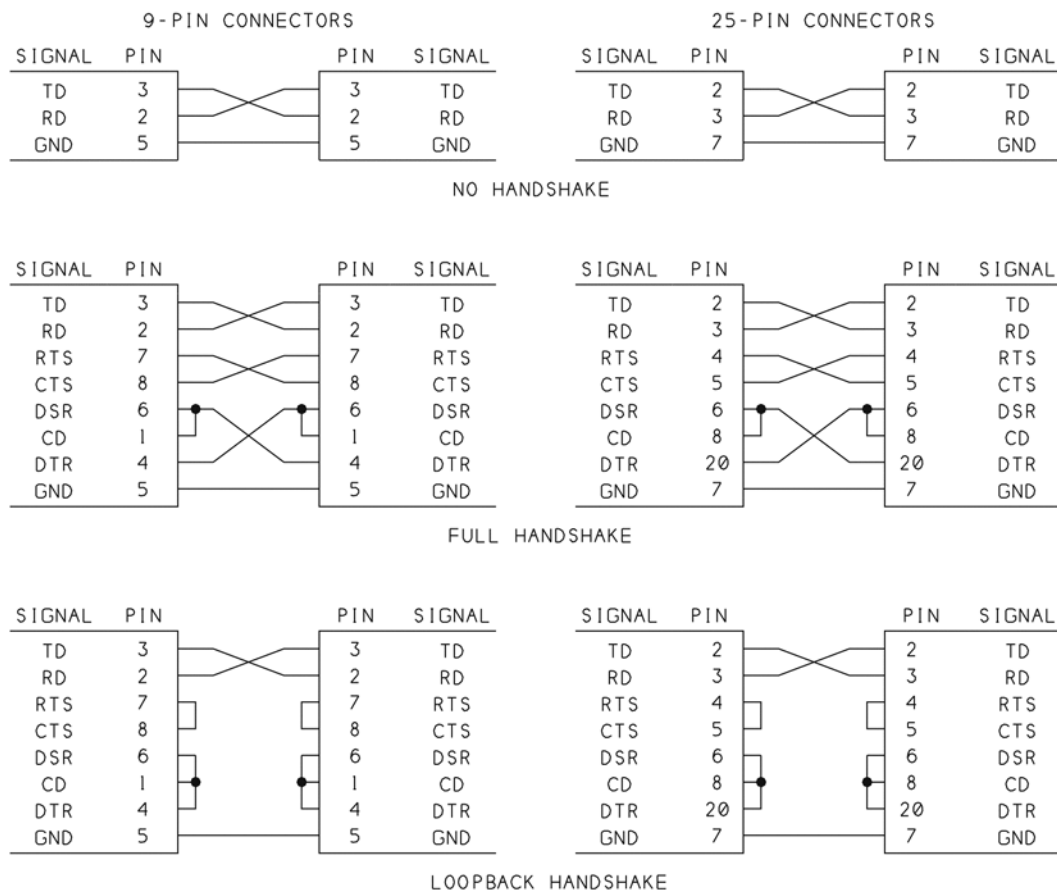 9-PIN CONNECTORS 25-PIN CONNECTORS
SIGNAL PIN PIN SIGNAL SIGNAL PIN PIN SIGNAL
TD 3 3 TD TD 2 2 TD
RD 2 2 RD RD 3 3 RD
GND 5 5 GND GND 7 7 GND
NO HANDSHAKE
SIGNAL PIN PIN SIGNAL SIGNAL PIN PIN SIGNAL
TD 3 3 TD TD 2 2 TD
RD 2 2 RD RD 3 3 RD
RTS 7 7 RTS RTS 4 4 RTS
CTS 8 8 CTS CTS 5 5 CTS
DSR 6 6 DSR DSR 6 6 DSR
CD 1 1 CD CD 8 8 CD
DTR 4 4 DTR DTR 20 20 DTR
GND 5 5 GND GND 7 7 GND
FULL HANDSHAKE
SIGNAL PIN PIN SIGNAL SIGNAL PIN PIN SIGNAL
TD 3 3 TD TD 2 2 TD
RD 2 2 RD RD 3 3 RD
RTS 7 7 RTS RTS 4 4 RTS
CTS 8 8 CTS CTS 5 5 CTS
DSR 6 6 DSR DSR 6 6 DSR
CD 1 1 CD CD 8 8 CD
DTR 4 4 DTR DTR 20 20 DTR
GND 5 5 GND GND 7 7 GND
LOOPBACK HANDSHAKE